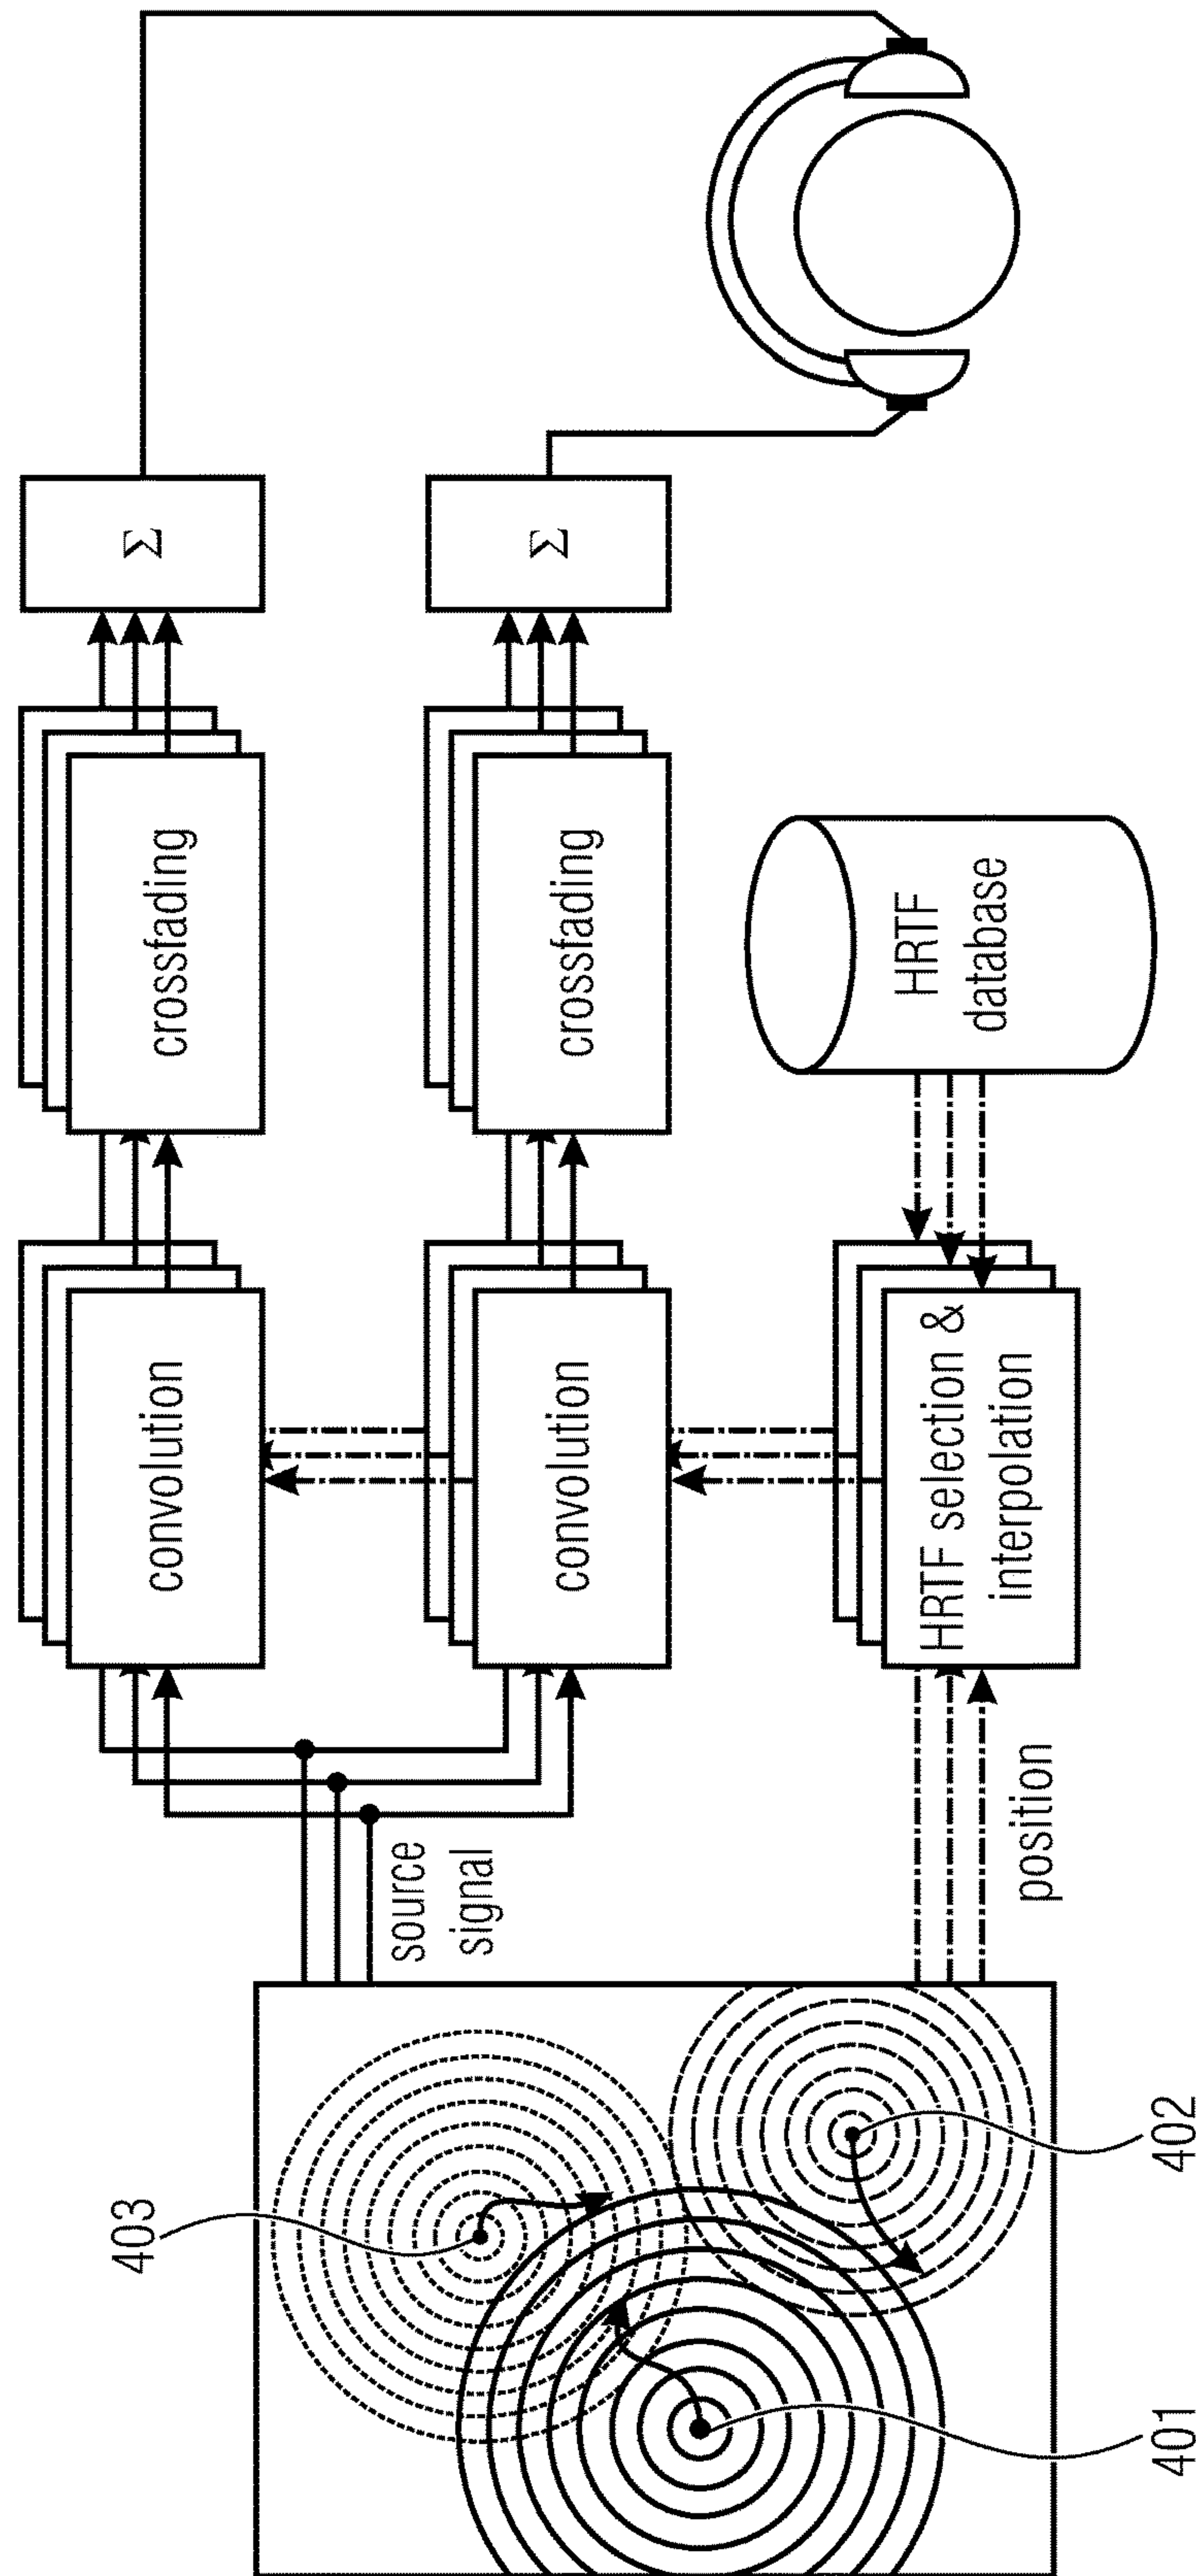 403
401
402
source
signal
position
convolution
convolution
HRTF selection &
interpolation
crossfading
crossfading
HRTF
database
Σ
Σ